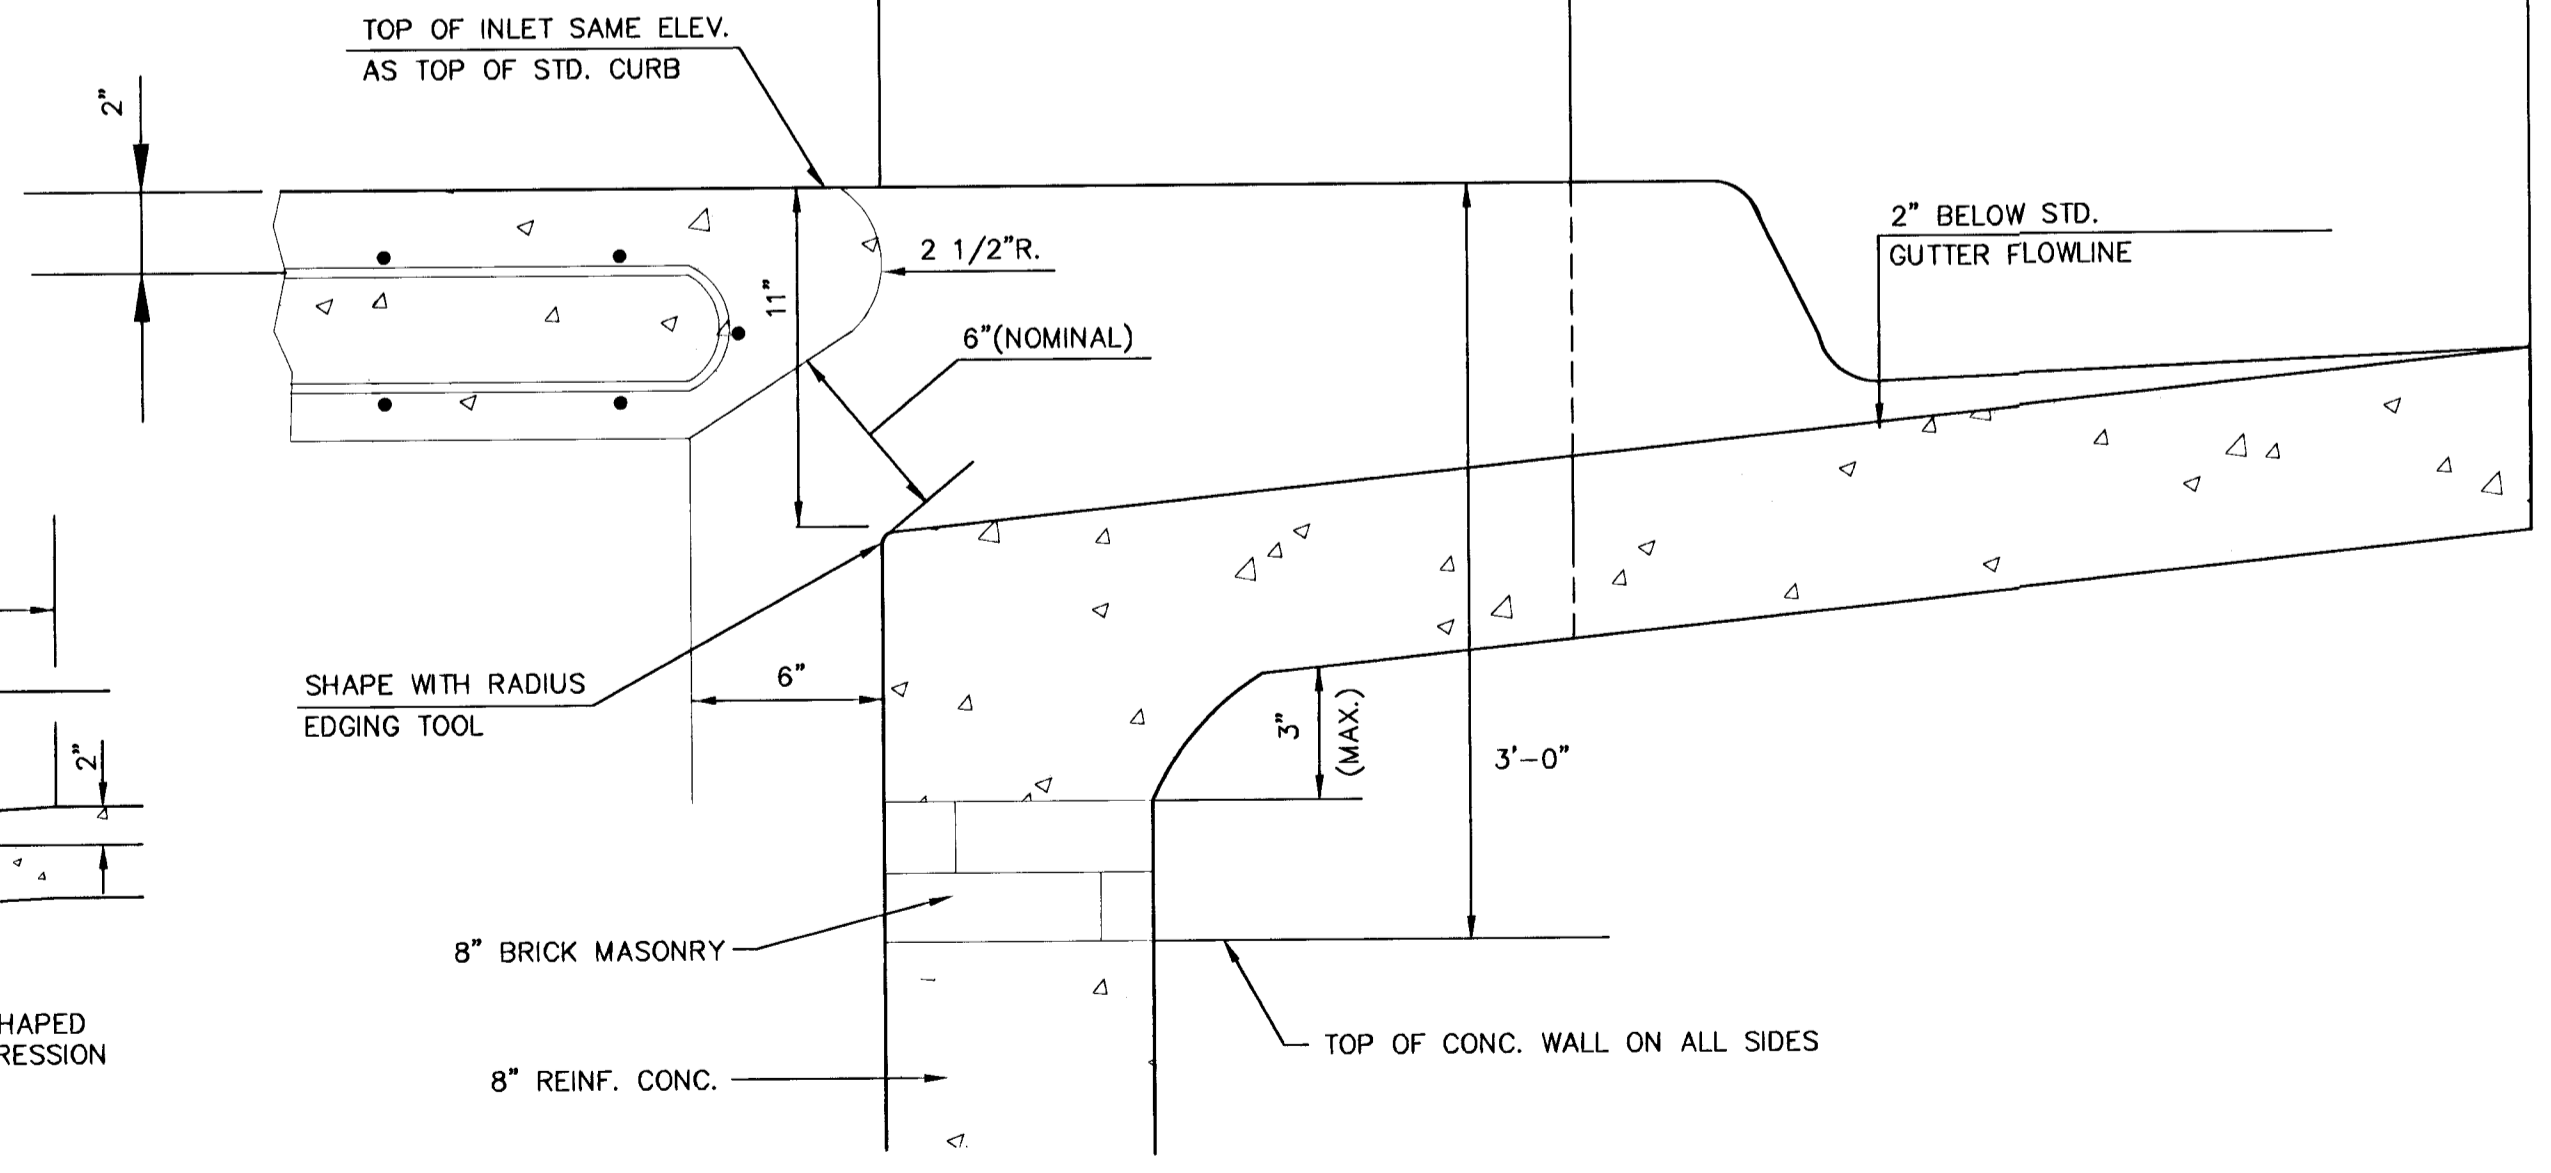 TOP OF INLET SAME ELEV.
AS TOP OF STD. CURB
2"
2" BELOW STD.
GUTTER FLOWLINE
2 1/2"R.
11"
6"(NOMINAL)
SHAPE WITH RADIUS
EDGING TOOL
6"
3"
(MAX.)
3'-0"
2"
8" BRICK MASONRY
HAPED
RESSION
TOP OF CONC. WALL ON ALL SIDES
8" REINF. CONC.